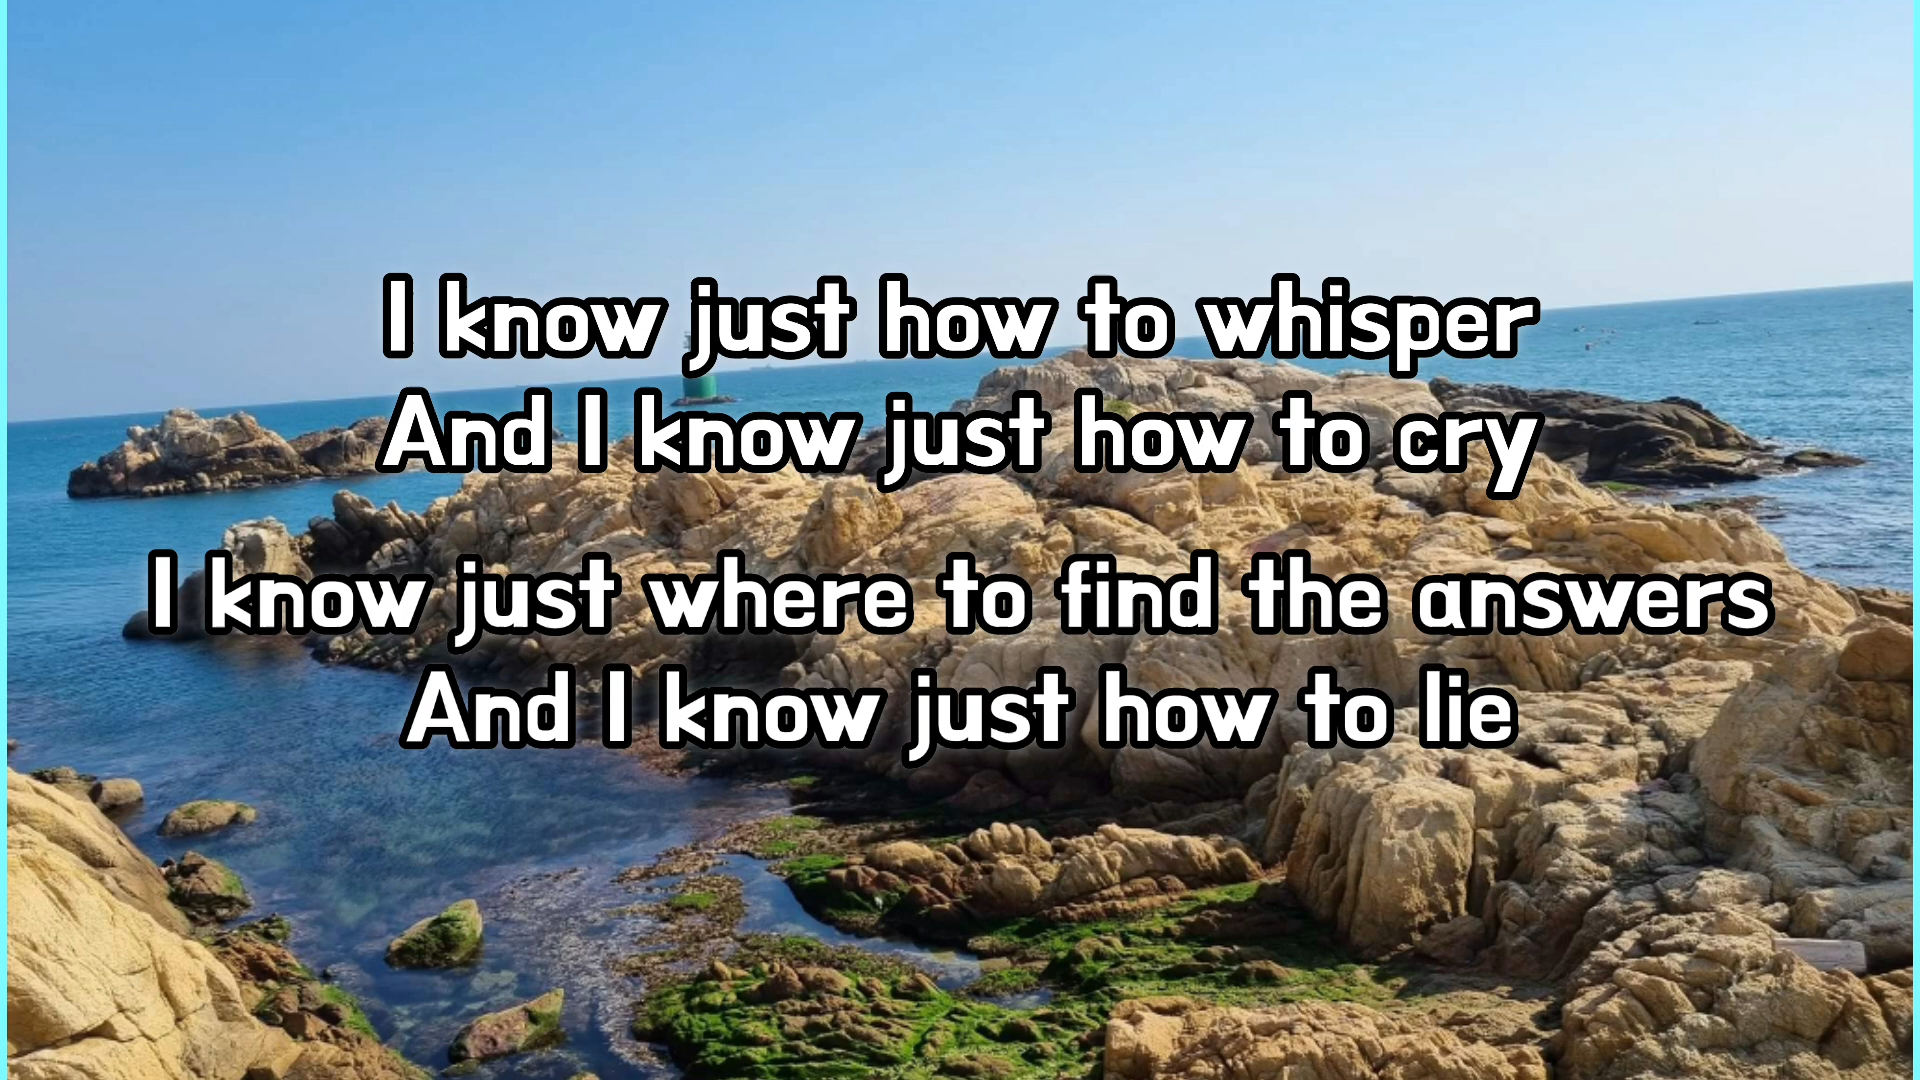 I know just how to whisper
And I know just how to cry
I know just where to find the answers
And I know just how to lie